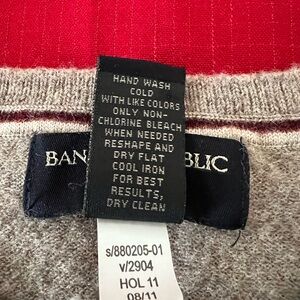 HAND WASH
COLD
WITH LIKE COLORS
ONLY NON-
CHLORINE BLEACH
WHEN NEEDED
RESHAPE AND
DRY FLAT
COOL IRON
FOR BEST
RESULTS,
DRY CLEAN
BAN BLIC
s/880205-01
v/2904
HOL 11
08/11